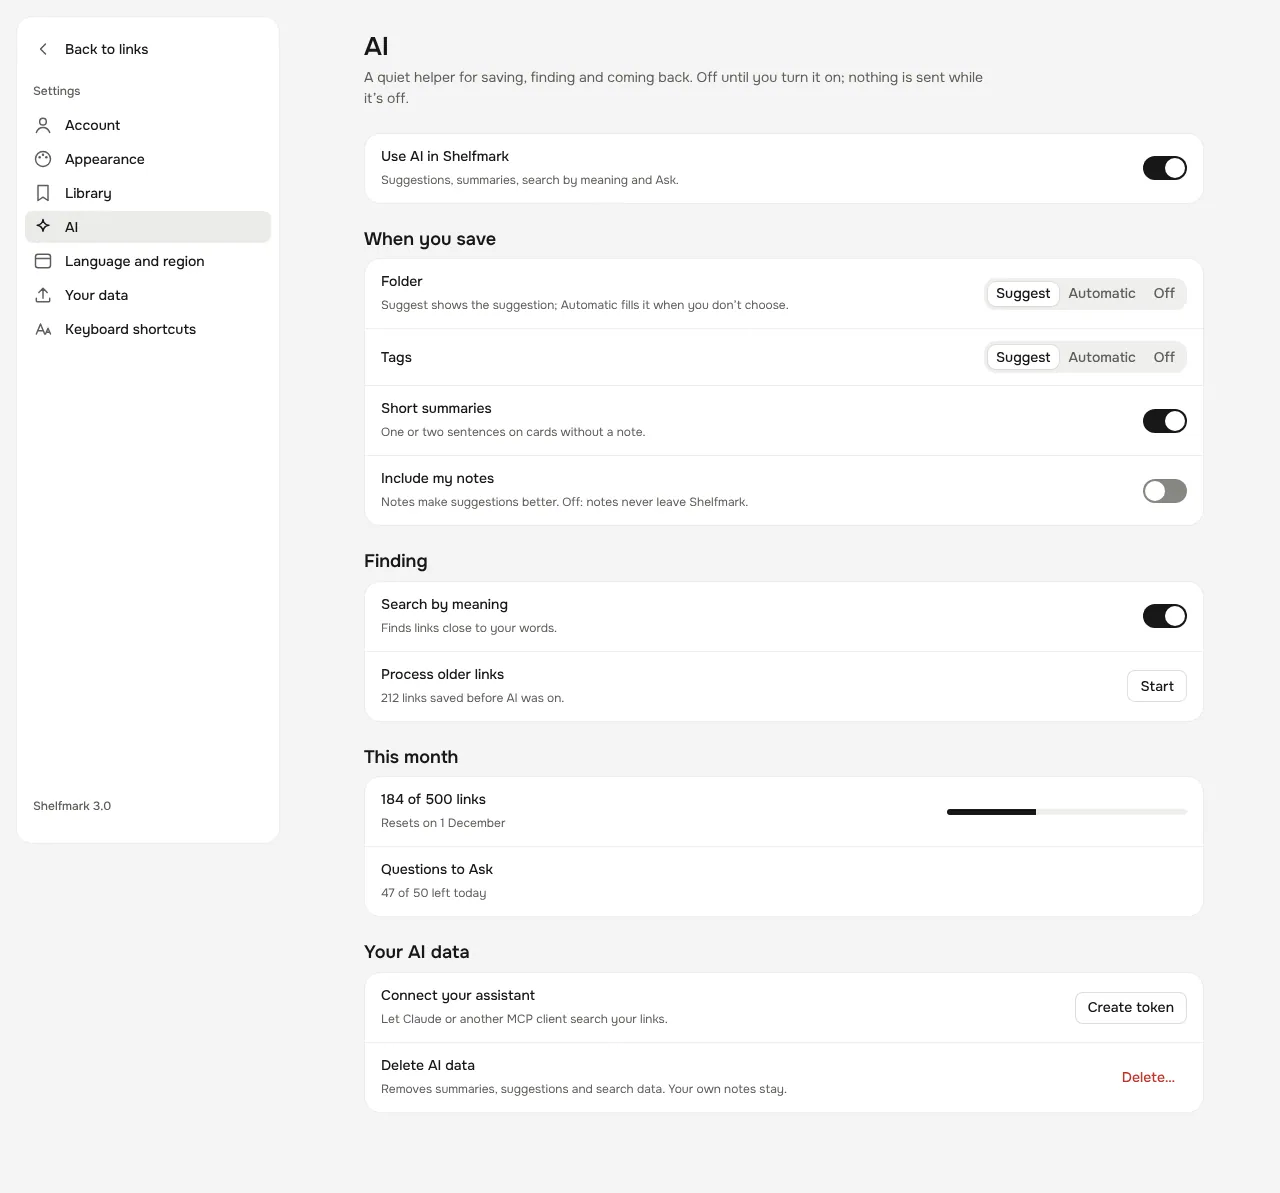 Back to links
Settings
Account
Appearance
Library
AI
Language and region
Your data
Keyboard shortcuts
Shelfmark 3.0
AI
A quiet helper for saving, finding and coming back. Off until you turn it on; nothing is sent while
it’s off.
Use AI in Shelfmark
Suggestions, summaries, search by meaning and Ask.
When you save
Folder
Suggest shows the suggestion; Automatic fills it when you don’t choose.
Suggest Automatic Off
Tags
Suggest Automatic Off
Short summaries
One or two sentences on cards without a note.
Include my notes
Notes make suggestions better. Off: notes never leave Shelfmark.
Finding
Search by meaning
Finds links close to your words.
Process older links
212 links saved before AI was on.
Start
This month
184 of 500 links
Resets on 1 December
Questions to Ask
47 of 50 left today
Your AI data
Connect your assistant
Let Claude or another MCP client search your links.
Create token
Delete AI data
Removes summaries, suggestions and search data. Your own notes stay.
Delete…